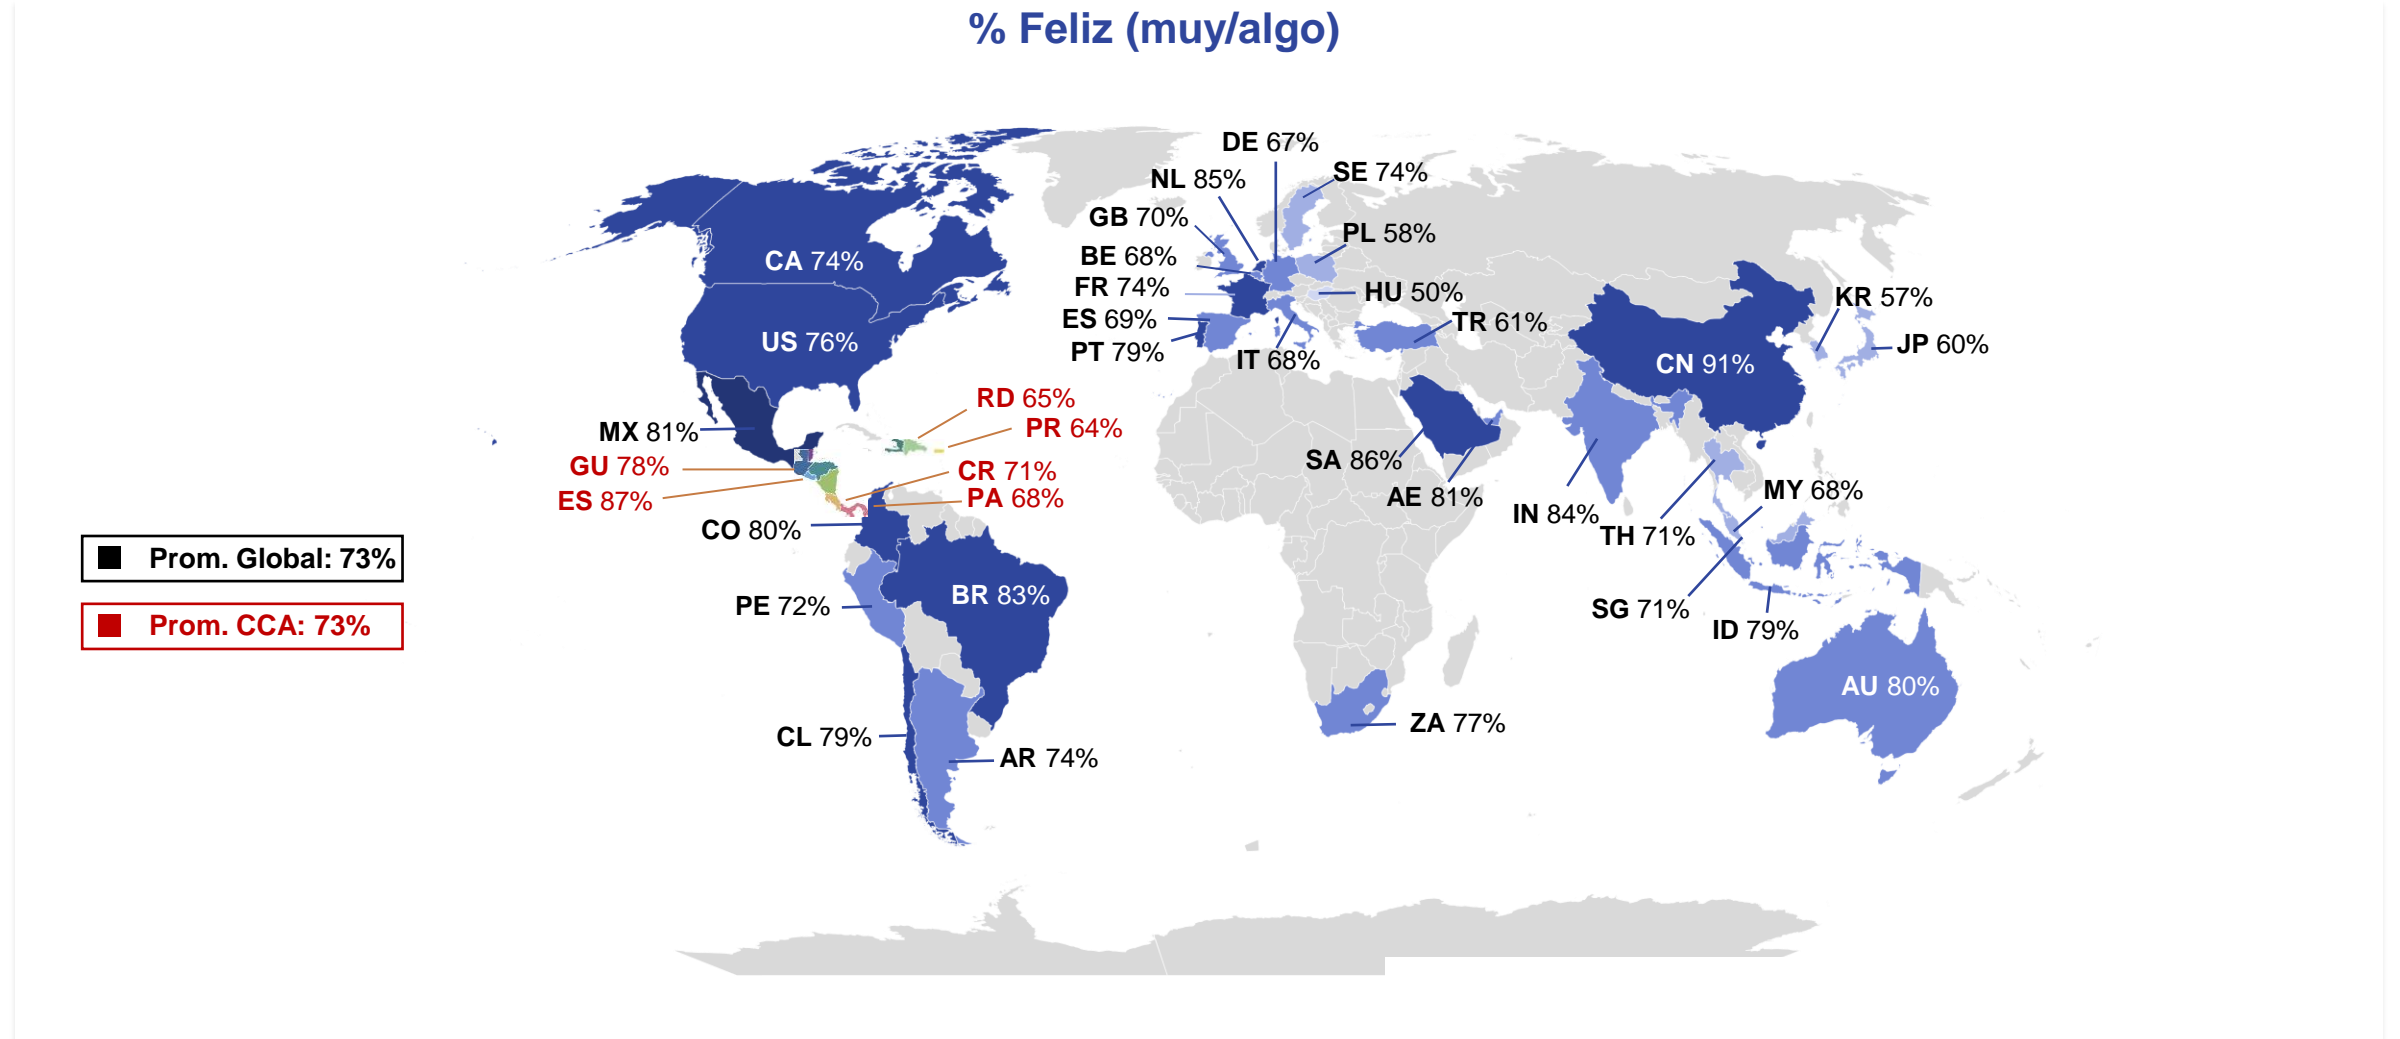 % Feliz (muy/algo)
DE 67%
SE 74%
NL 85%
GB 70%
PL 58%
BE 68%
CA 74%
FR 74%
HU 50%
KR 57%
ES 69%
TR 61%
US 76%
JP 60%
PT 79%
IT 68%
CN 91%
RD 65%
PR 64%
MX 81%
SA 86%
GU 78%
CR 71%
MY 68%
AE 81%
PA 68%
ES 87%
IN 84%
CO 80%
TH 71%
Prom. Global: 73%
BR 83%
PE 72%
SG 71%
Prom. CCA: 73%
ID 79%
AU 80%
ZA 77%
CL 79%
AR 74%